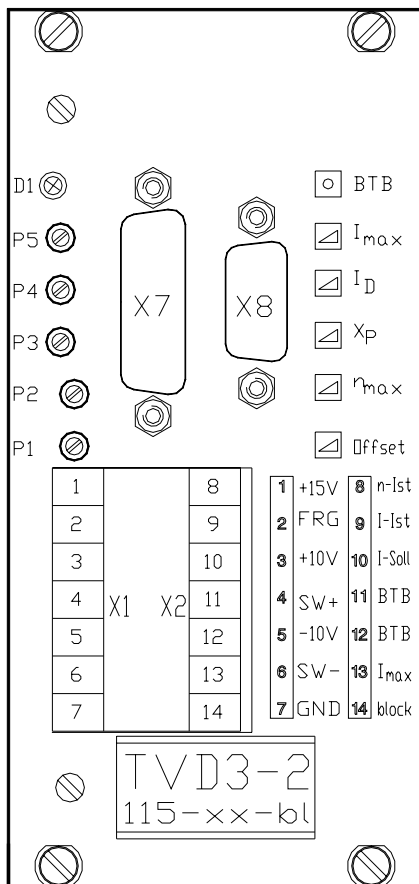 D1 BTB
P5 Imax
P4 ID
P3 XP
P2 nmax
P1 Offset
X7 X8
1 8 1 +15V 8 n-Ist
2 9 2 FRG 9 I-Ist
3 10 3 +10V 10 I-Soll
4 11 4 SW+ 11 BTB
X1 X2
5 12 5 -10V 12 BTB
6 13 6 SW- 13 Imax
7 14 7 GND 14 block
TVD3-2
115-xx-bl